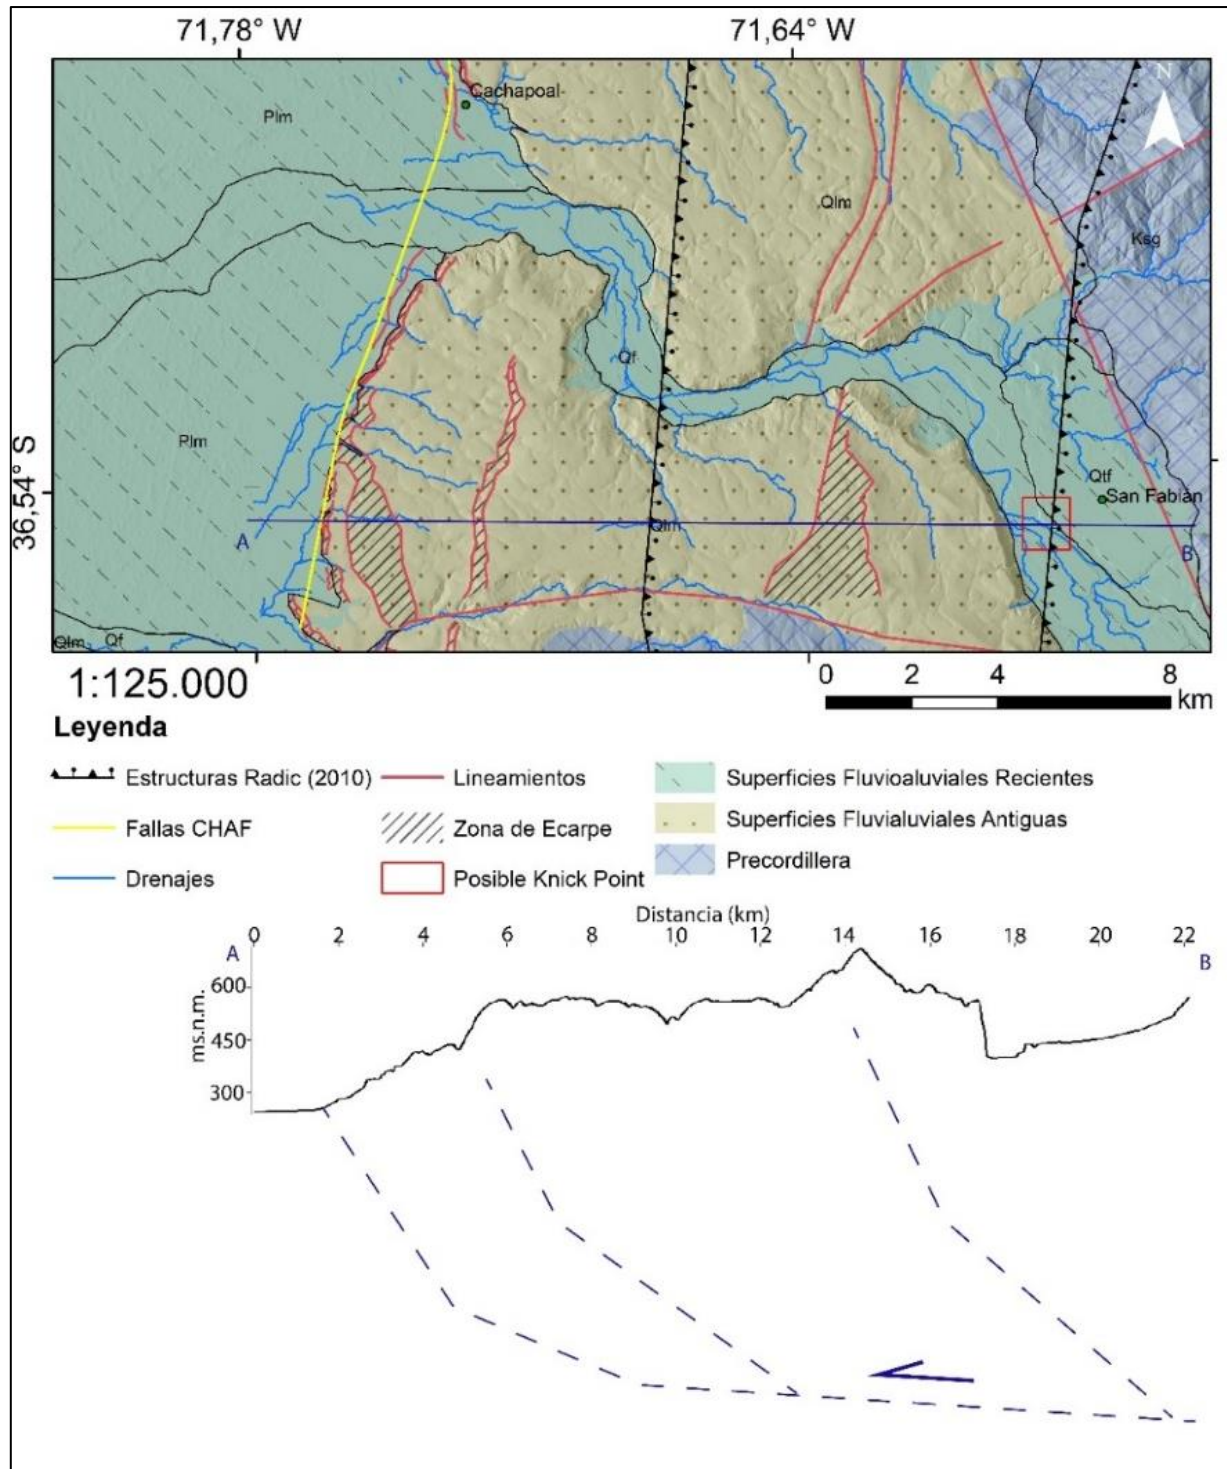 71,78° W
71,64° W
N
Cachapoal
Plm
Qlm
Ksg
Qf
Plm
36,54° S
Qtf
San Fabián
Qlm
A
B
Qlm
Qf
1:125.000
0 2 4 8
km
Leyenda
Estructuras Radic (2010)
Lineamientos
Superficies Fluvioaluviales Recientes
Fallas CHAF
Zona de Ecarpe
Superficies Fluvialuviales Antiguas
Drenajes
Posible Knick Point
Precordillera
Distancia (km)
A
0 2 4 6 8 10 12 14 16 18 20 22
B
ms.n.m.
600
450
300